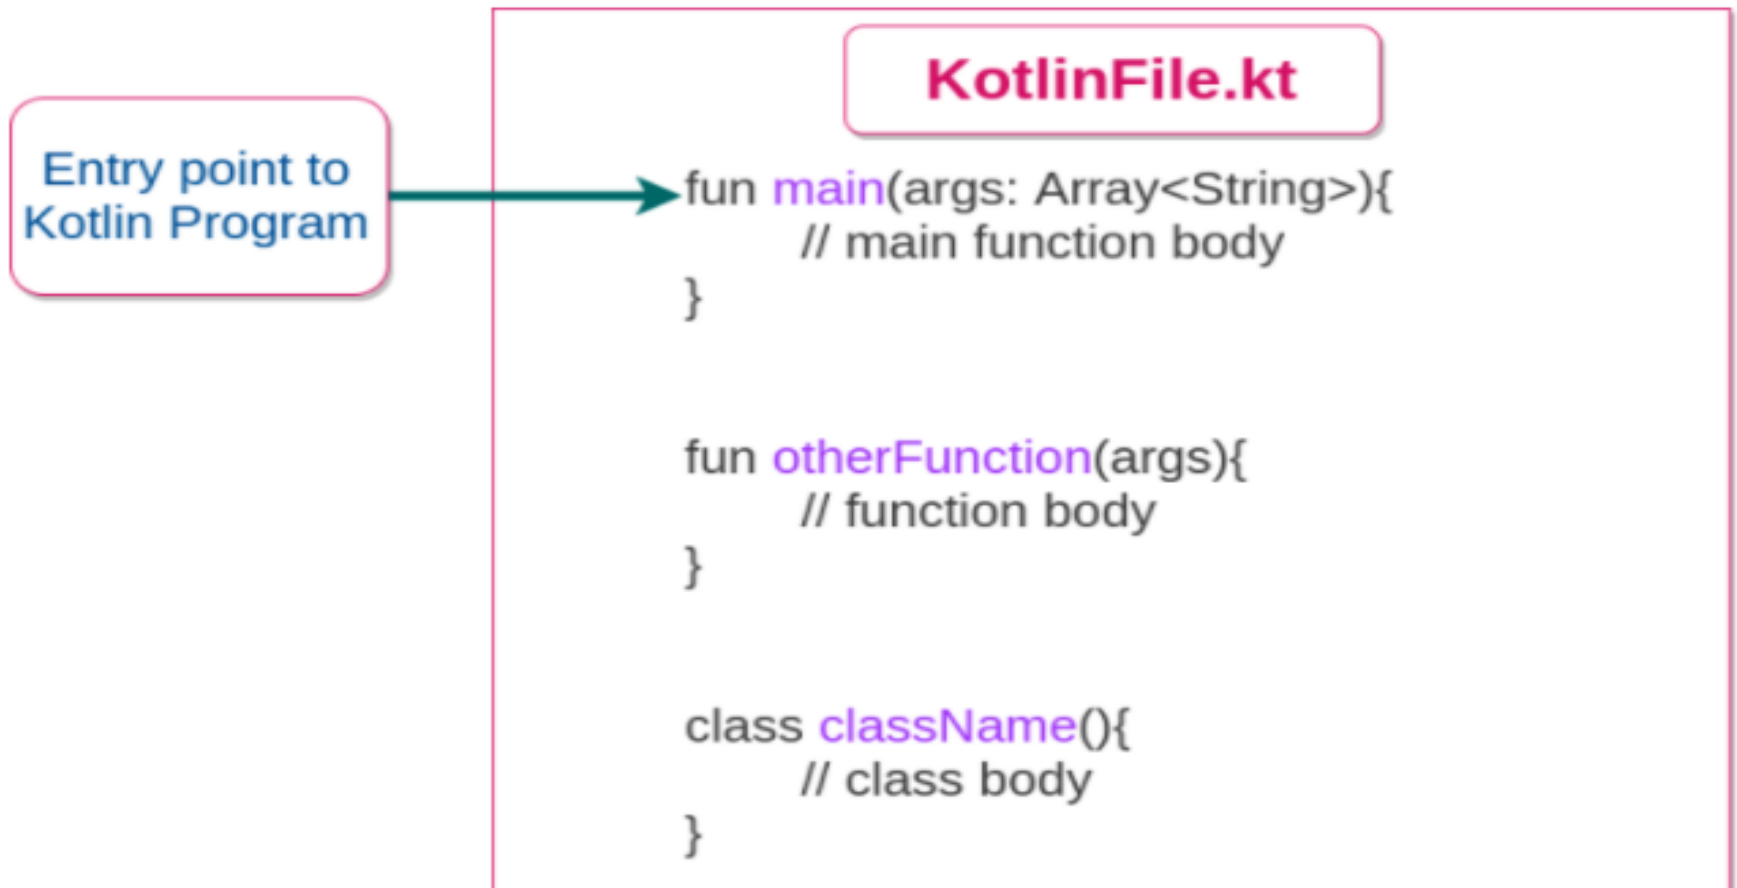 KotlinFile.kt
Entry point to
Kotlin Program
fun main(args: Array<String>){
// main function body
}
fun otherFunction(args){
// function body
}
class className(){
// class body
}